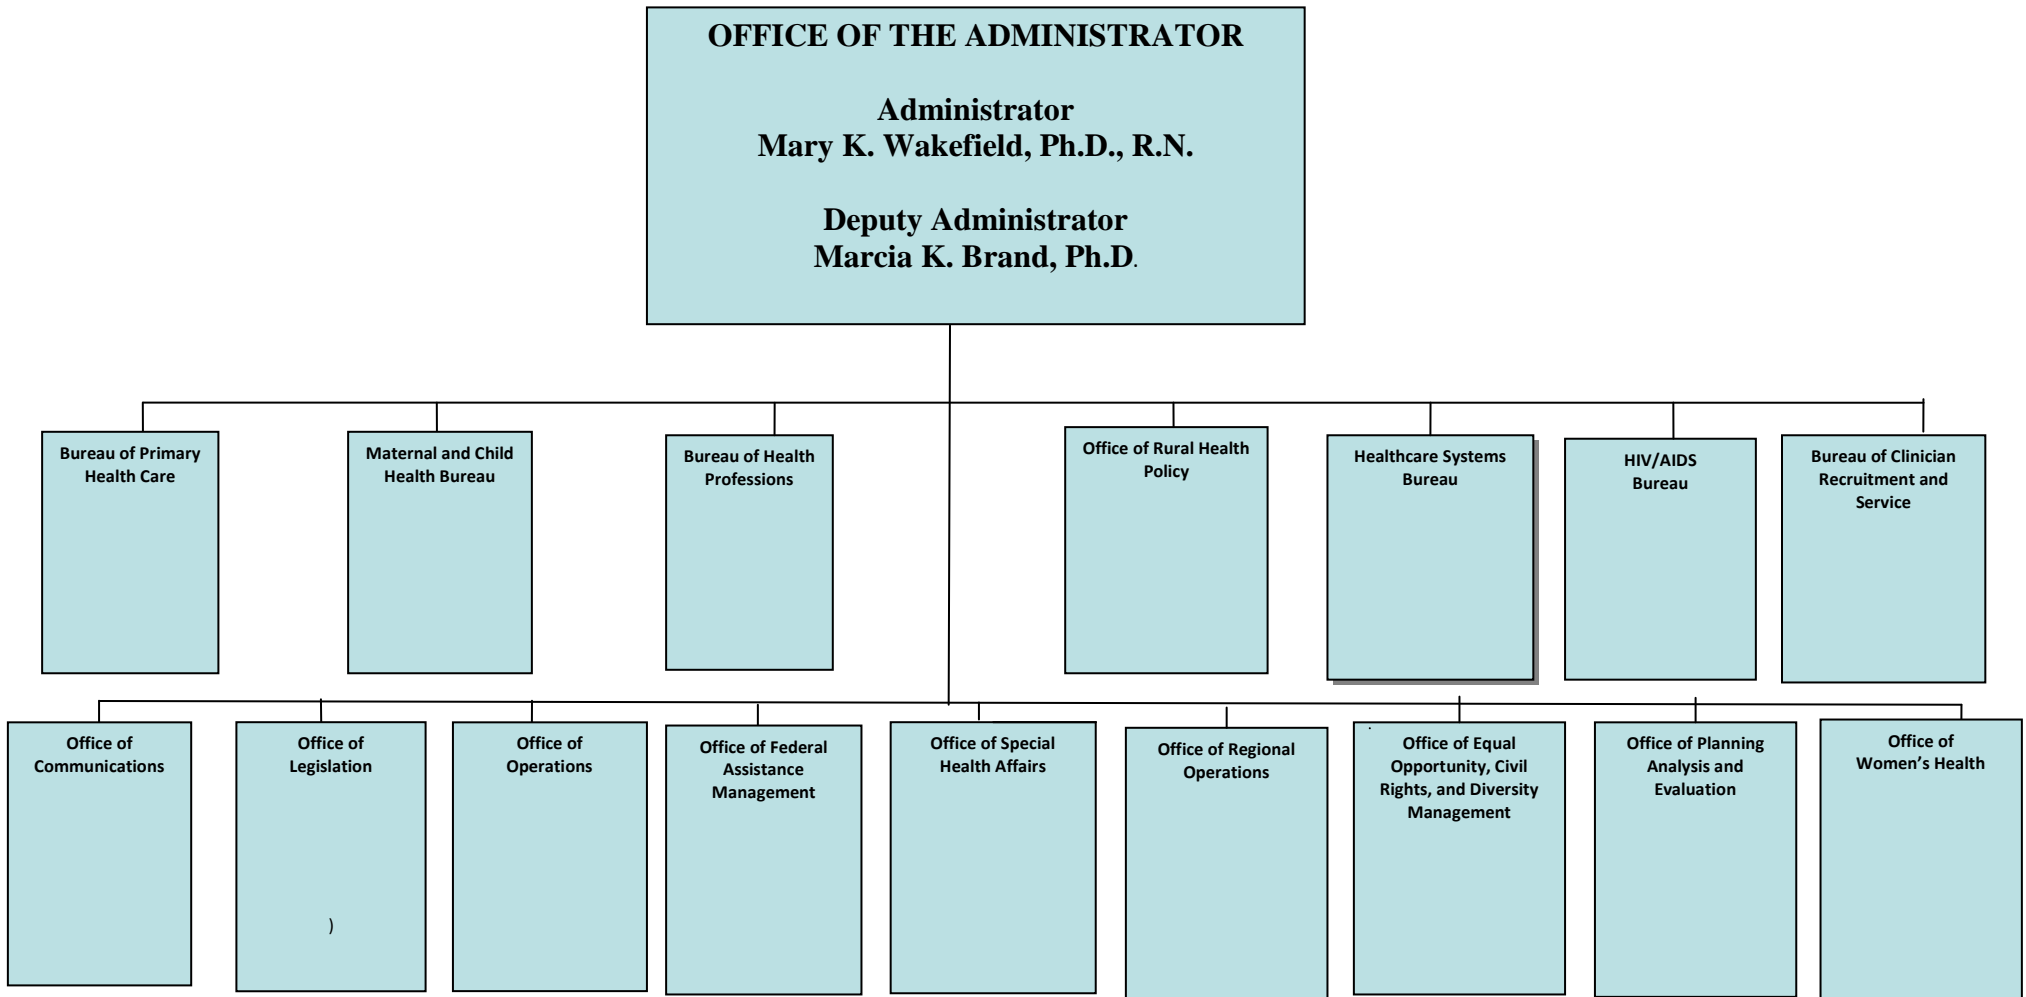 OFFICE OF THE ADMINISTRATOR
Administrator
Mary K. Wakefield, Ph.D., R.N.
Deputy Administrator
Marcia K. Brand, Ph.D.
Bureau of Primary
Health Care
Maternal and Child
Health Bureau
Bureau of Health
Professions
Office of Rural Health
Policy
Healthcare Systems
Bureau
HIV/AIDS
Bureau
Bureau of Clinician
Recruitment and
Service
Office of
Communications
Office of
Legislation
)
Office of
Operations
Office of Federal
Assistance
Management
Office of Special
Health Affairs
Office of Regional
Operations
.
Office of Equal
Opportunity, Civil
Rights, and Diversity
Management
Office of Planning
Analysis and
Evaluation
Office of
Women’s Health